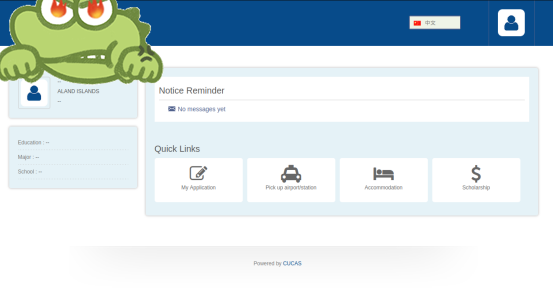 中文
--
ALAND ISLANDS
--
Education : --
Major : --
School : --
Notice Reminder
No messages yet
Quick Links
My Application
Pick up airport/station
Accommodation
Scholarship
Powered by CUCAS